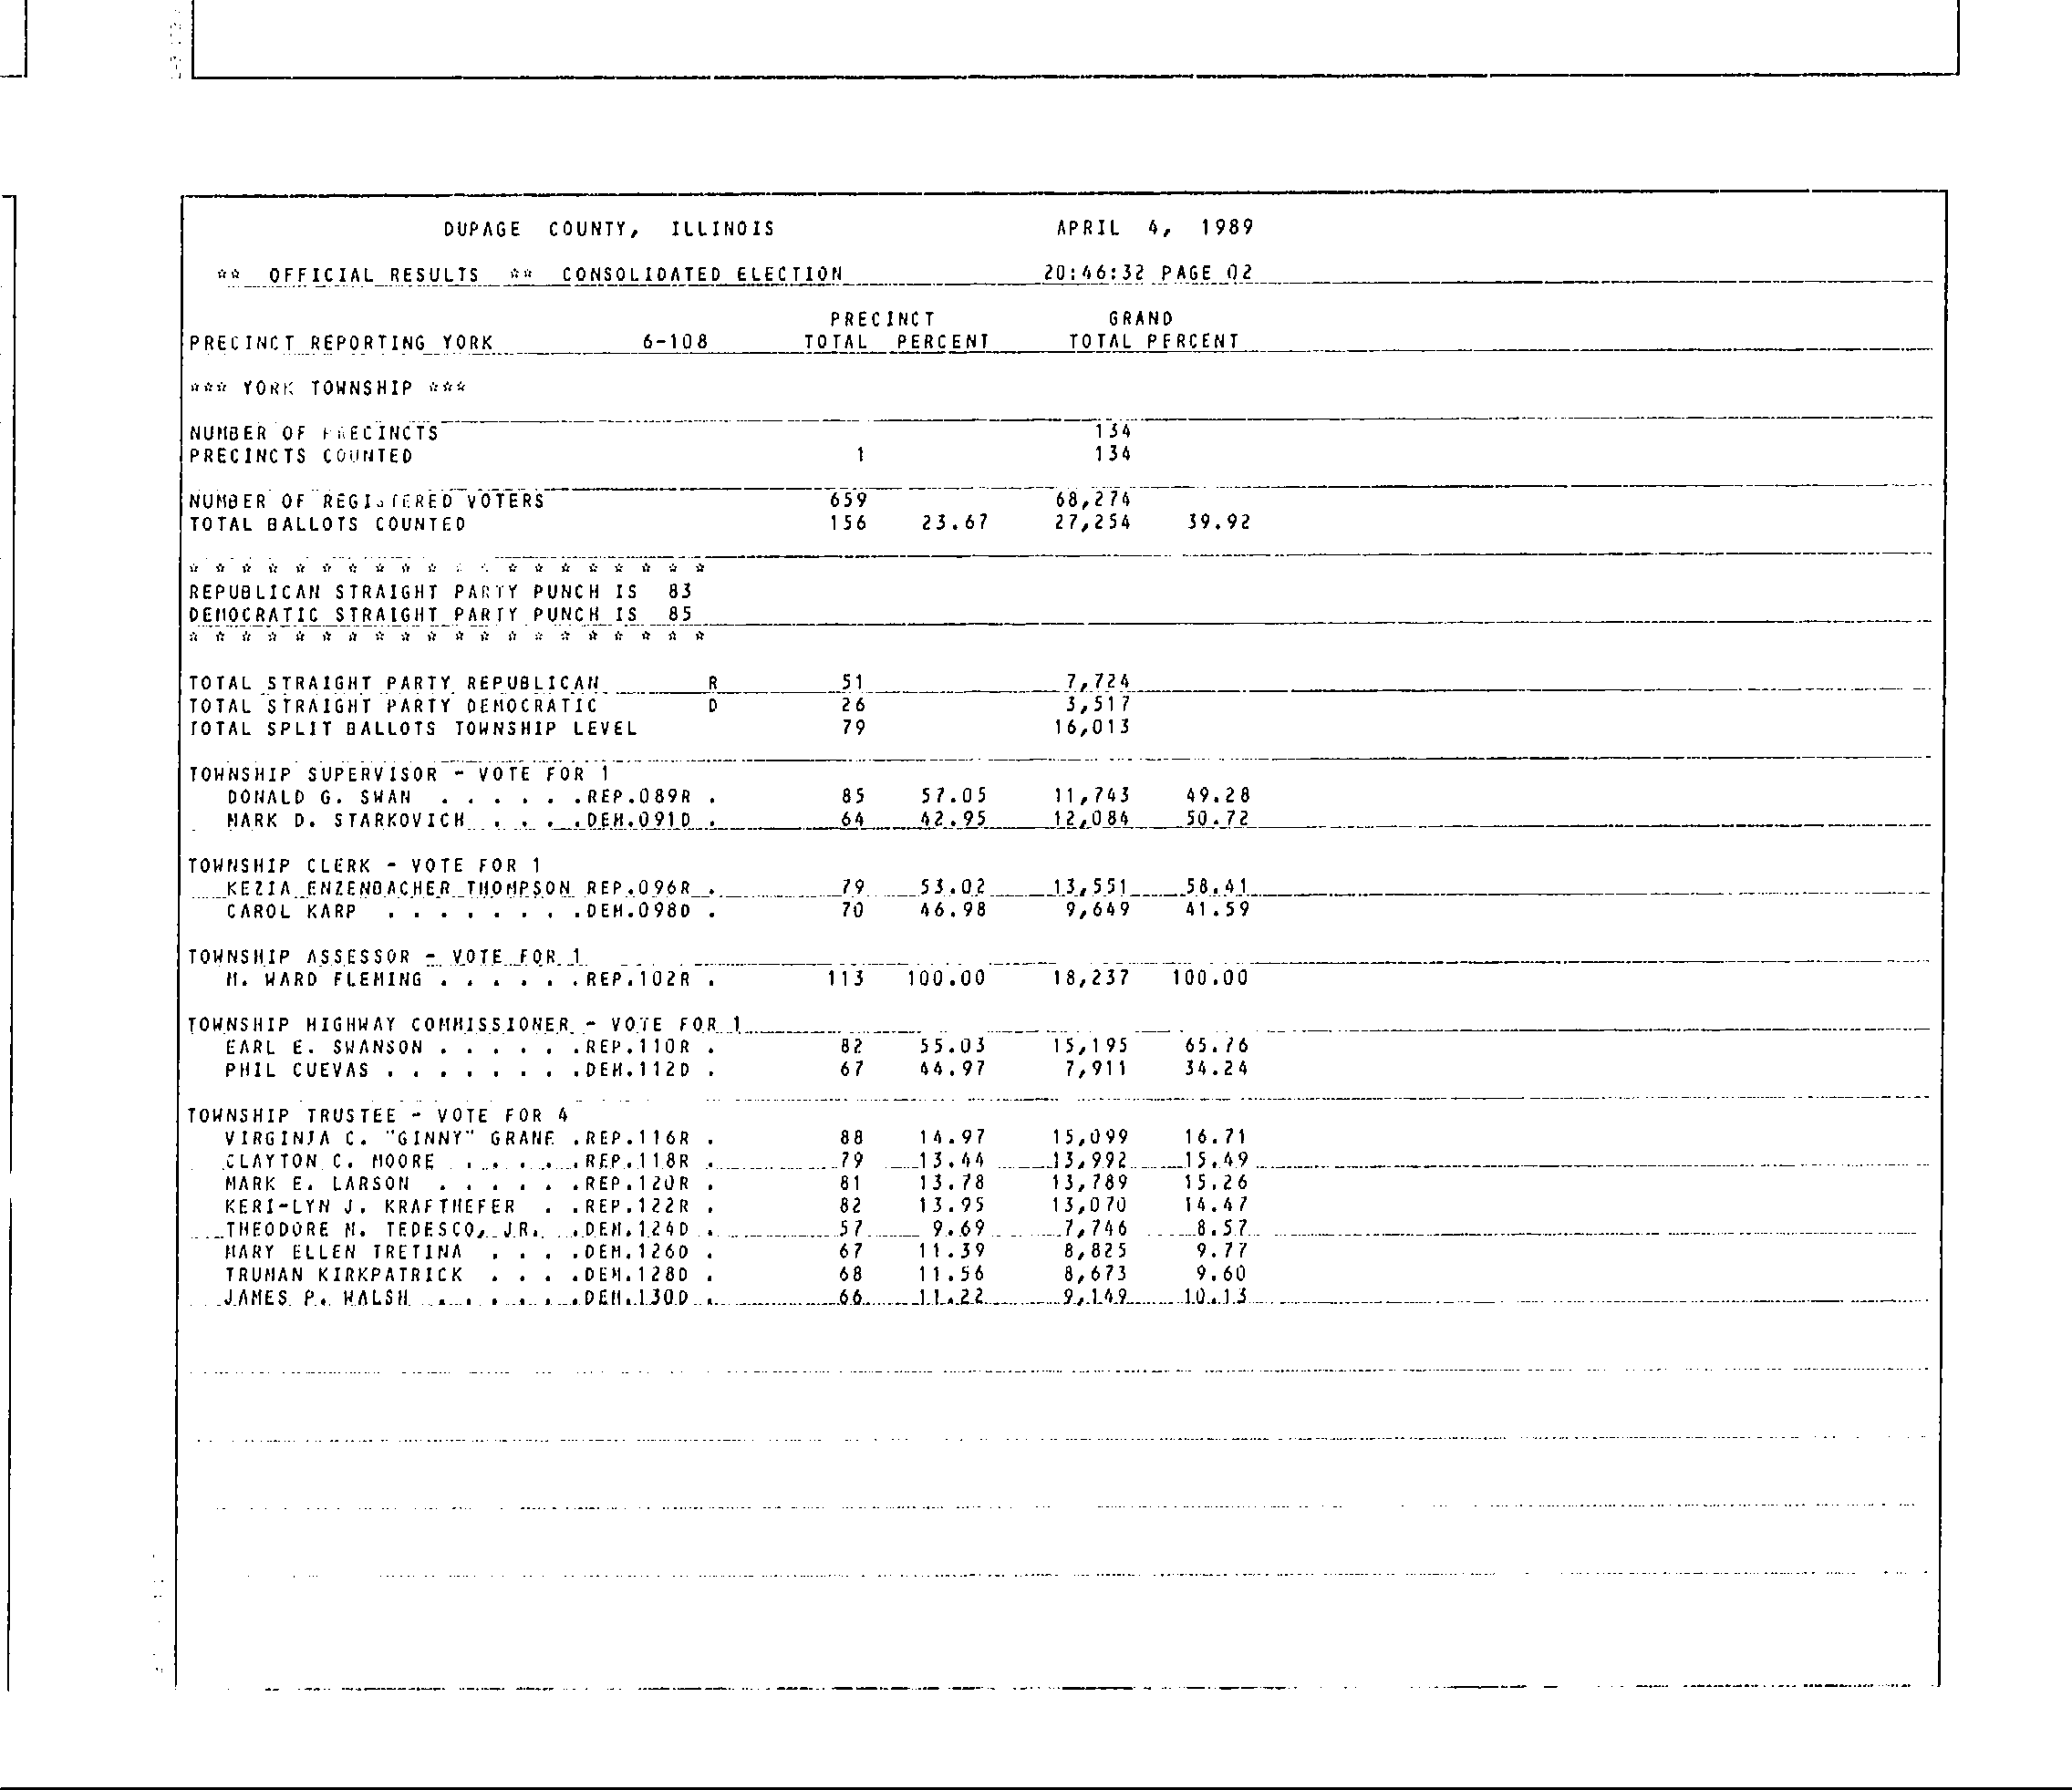 DUPAGE COUNTY, ILLINOIS APRIL 4, 1989
** OFFICIAL RESULTS ** CONSOLIDATED ELECTION 20:46:32 PAGE 02
PRECINCT GRAND
PRECINCT REPORTING YORK 6-108 TOTAL PERCENT TOTAL PERCENT
*** YORK TOWNSHIP ***
NUMBER OF PRECINCTS 134
PRECINCTS COUNTED 1 134
NUMBER OF REGISTERED VOTERS 659 68,274
TOTAL BALLOTS COUNTED 156 23.67 27,254 39.92
* * * * * * * * * * * * * * * * * * * *
REPUBLICAN STRAIGHT PARTY PUNCH IS 83
DEMOCRATIC STRAIGHT PARTY PUNCH IS 85
* * * * * * * * * * * * * * * * * * * *
TOTAL STRAIGHT PARTY REPUBLICAN R 51 7,724
TOTAL STRAIGHT PARTY DEMOCRATIC D 26 3,517
TOTAL SPLIT BALLOTS TOWNSHIP LEVEL 79 16,013
TOWNSHIP SUPERVISOR - VOTE FOR 1
DONALD G. SWAN . . . . . .REP.089R . 85 57.05 11,743 49.28
MARK D. STARKOVICH . . . .DEM.091D . 64 42.95 12,084 50.72
TOWNSHIP CLERK - VOTE FOR 1
KEZIA ENZENBACHER THOMPSON REP.096R . 79 53.02 13,551 58.41
CAROL KARP . . . . . . . .DEM.098D . 70 46.98 9,649 41.59
TOWNSHIP ASSESSOR - VOTE FOR 1
M. WARD FLEMING . . . . . .REP.102R . 113 100.00 18,237 100.00
TOWNSHIP HIGHWAY COMMISSIONER - VOTE FOR 1
EARL E. SWANSON . . . . . .REP.110R . 82 55.03 15,195 65.76
PHIL CUEVAS . . . . . . . .DEM.112D . 67 44.97 7,911 34.24
TOWNSHIP TRUSTEE - VOTE FOR 4
VIRGINIA C. "GINNY" GRANE .REP.116R . 88 14.97 15,099 16.71
CLAYTON C. MOORE . . . . .REP.118R . 79 13.44 13,992 15.49
MARK E. LARSON . . . . . .REP.120R . 81 13.78 13,789 15.26
KERI-LYN J. KRAFTHEFER . .REP.122R . 82 13.95 13,070 14.47
THEODORE M. TEDESCO, JR. .DEM.124D . 57 9.69 7,746 8.57
MARY ELLEN TRETINA . . . .DEM.126D . 67 11.39 8,825 9.77
TRUMAN KIRKPATRICK . . . .DEM.128D . 68 11.56 8,673 9.60
JAMES P. WALSH . . . . . .DEM.130D . 66 11.22 9,149 10.13